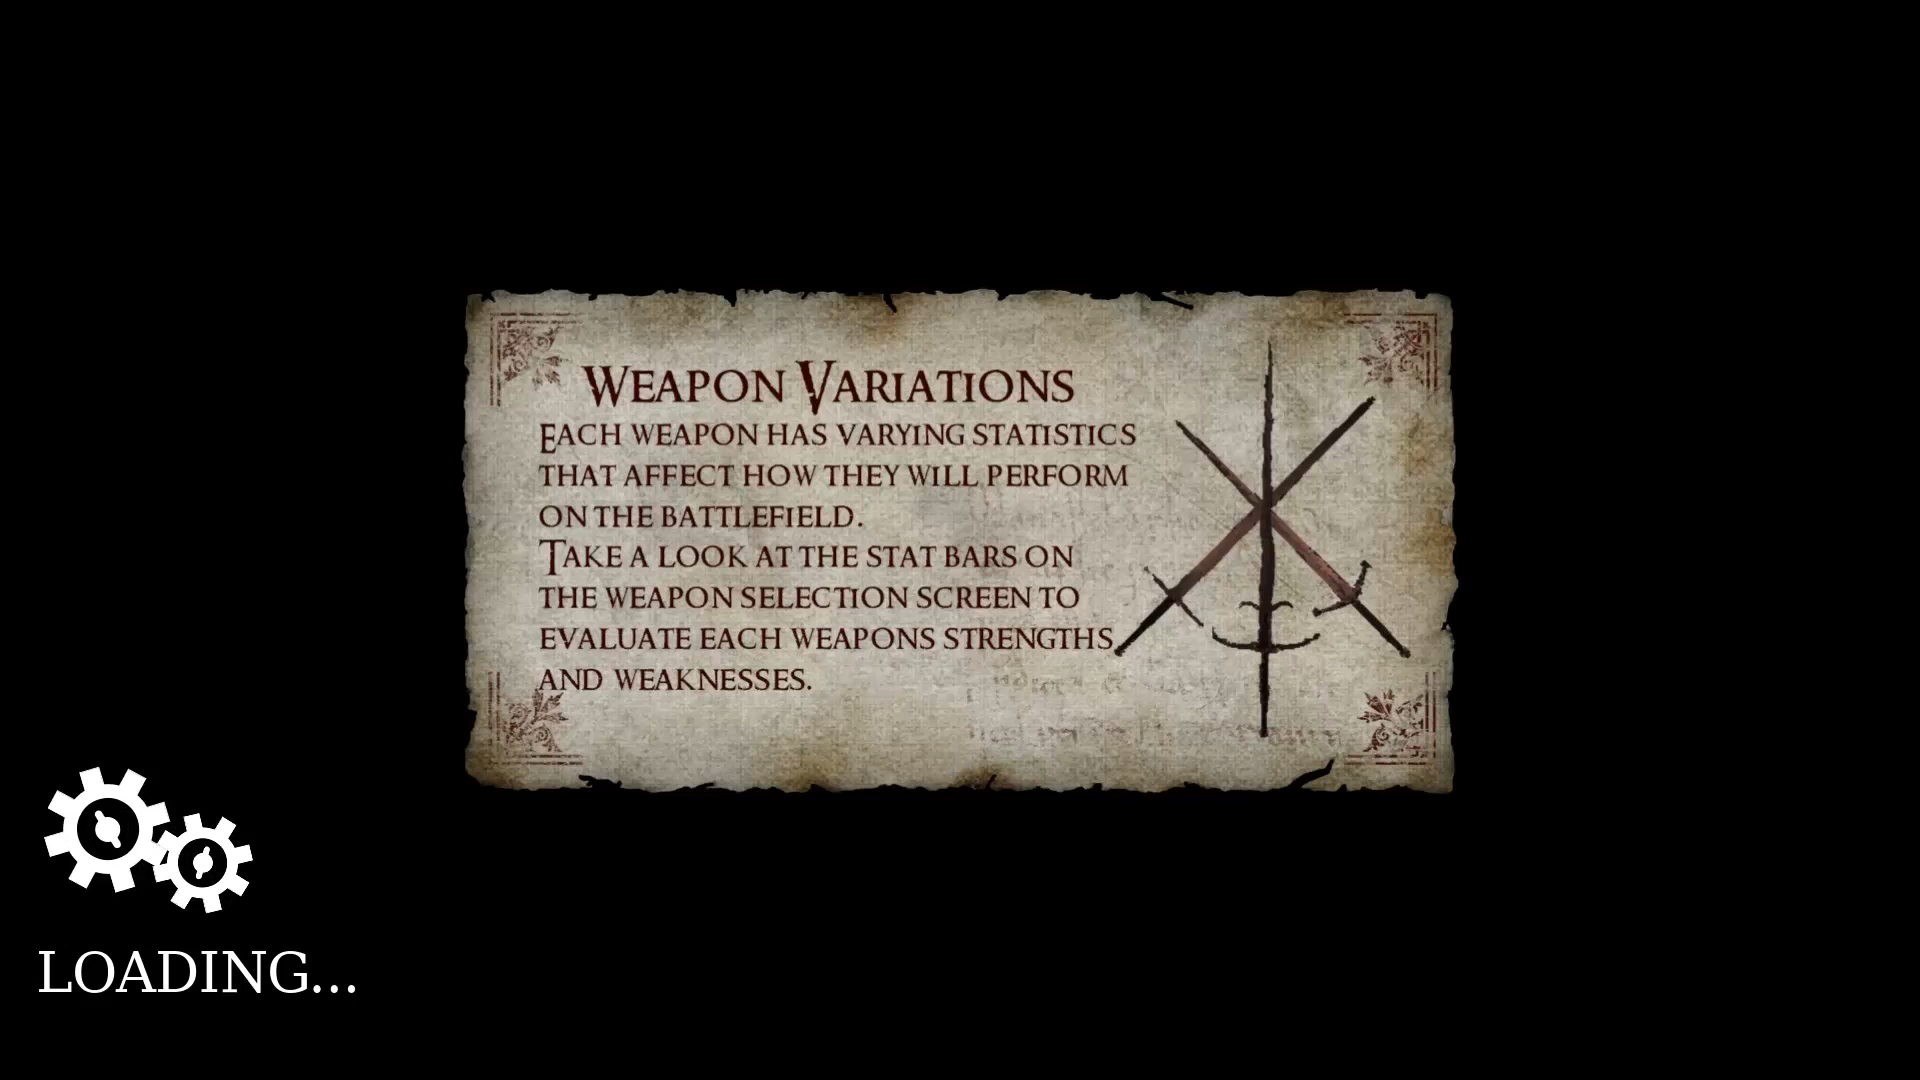 WEAPON VARIATIONS
EACH WEAPON HAS VARYING STATISTICS
THAT AFFECT HOW THEY WILL PERFORM
ON THE BATTLEFIELD.
TAKE A LOOK AT THE STAT BARS ON
THE WEAPON SELECTION SCREEN TO
EVALUATE EACH WEAPONS STRENGTHS
AND WEAKNESSES.
LOADING...